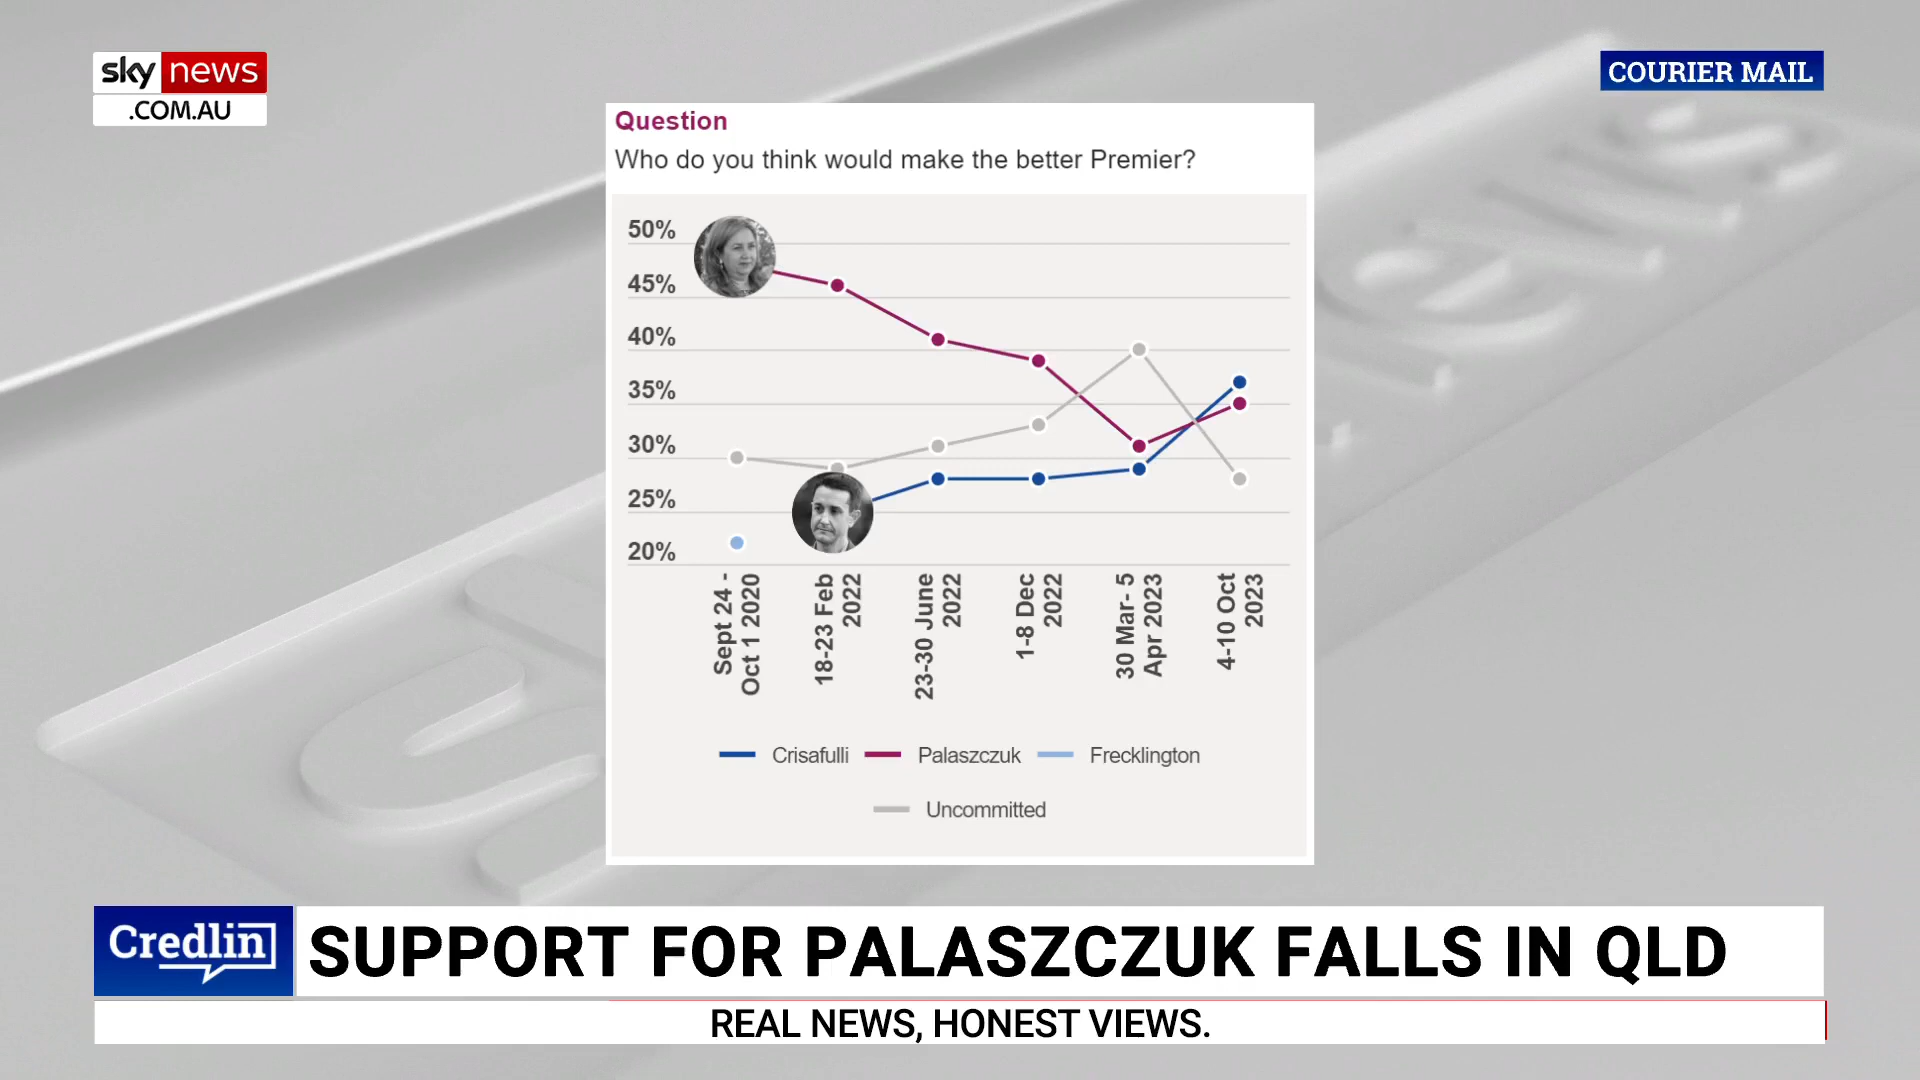 sky news
.COM.AU
COURIER MAIL
Question
Who do you think would make the better Premier?
50%
45%
40%
35%
30%
25%
20%
Sept 24 -
Oct 1 2020
18-23 Feb
2022
23-30 June
2022
1-8 Dec
2022
30 Mar- 5
Apr 2023
4-10 Oct
2023
Crisafulli Palaszczuk Frecklington
Uncommitted
Credlin
SUPPORT FOR PALASZCZUK FALLS IN QLD
REAL NEWS, HONEST VIEWS.